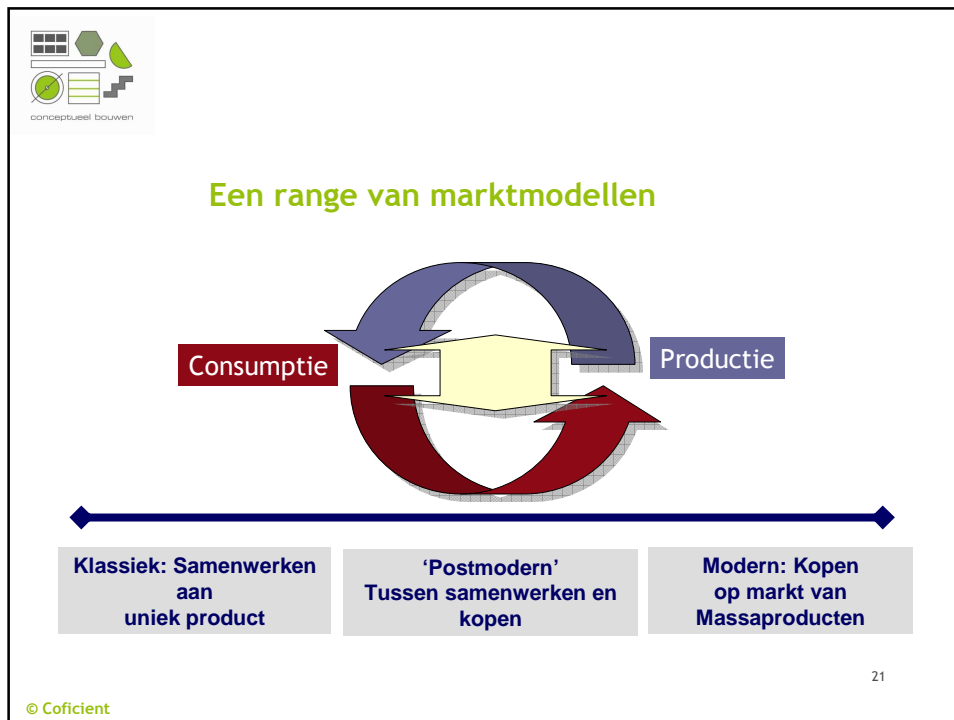 conceptueel bouwen
Een range van marktmodellen
Consumptie
Productie
Klassiek: Samenwerken
aan
uniek product
‘Postmodern’
Tussen samenwerken en
kopen
Modern: Kopen
op markt van
Massaproducten
21
© Coficient